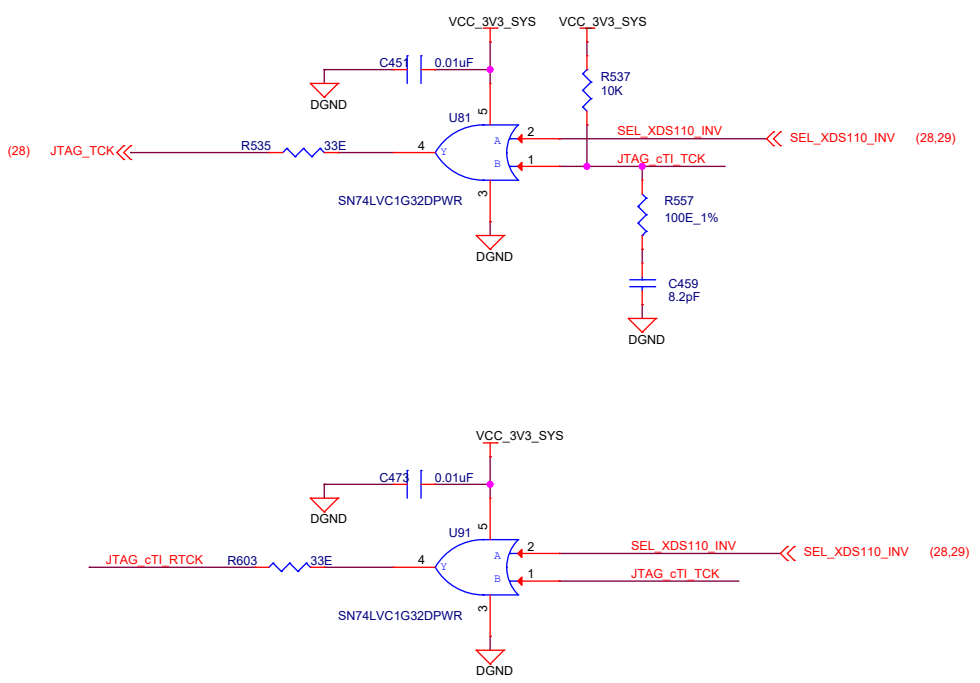 VCC_3V3_SYS VCC_3V3_SYS
C451 0.01uF
R537
10K
DGND
5
U81
SEL_XDS110_INV
A 2
SEL_XDS110_INV (28,29)
(28) JTAG_TCK R535 33E 4 Y
B 1
JTAG_cTI_TCK
3
SN74LVC1G32DPWR
R557
100E_1%
DGND
C459
8.2pF
DGND
VCC_3V3_SYS
C473 0.01uF
DGND
5
U91
SEL_XDS110_INV
A 2
SEL_XDS110_INV (28,29)
JTAG_cTI_RTCK R603 33E 4 Y
B 1
JTAG_cTI_TCK
3
SN74LVC1G32DPWR
DGND